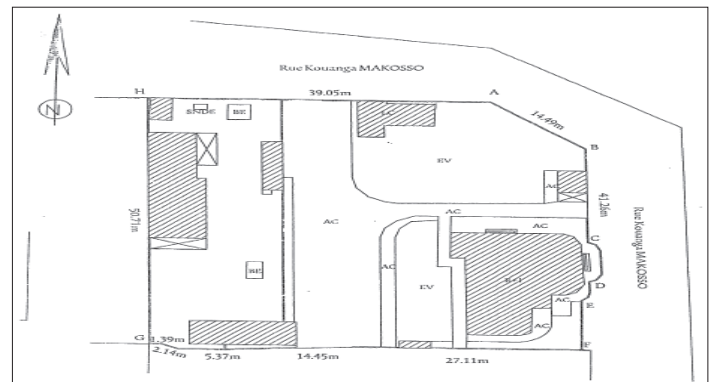 N
Rue Kouanga MAKOSSO
H
39.05m
A
14.49m
B
SNDE
BE
EV
AC
41.26m
Rue Kouanga MAKOSSO
50.71m
AC
AC
AC
C
BE
AC
EV
R+1
D
AC
E
AC
G
1.39m
2.14m
5.37m
14.45m
27.11m
F